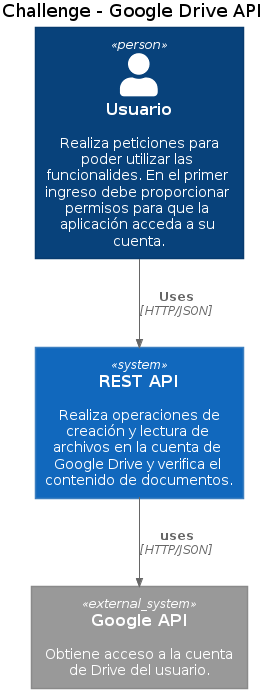 Challenge - Google Drive API
«person»
Usuario
Realiza peticiones para
poder utilizar las
funcionalides. En el primer
ingreso debe proporcionar
permisos para que la
aplicación acceda a su
cuenta.
Uses
[HTTP/JSON]
«system»
REST API
Realiza operaciones de
creación y lectura de
archivos en la cuenta de
Google Drive y verifica el
contenido de documentos.
uses
[HTTP/JSON]
«external_system»
Google API
Obtiene acceso a la cuenta
de Drive del usuario.